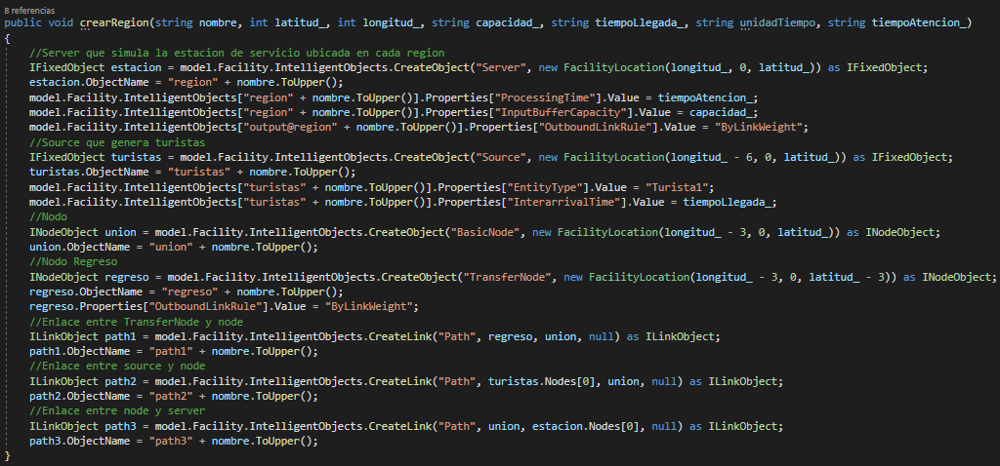 8 referencias
public void crearRegion(string nombre, int latitud_, int longitud_, string capacidad_, string tiempoLlegada_, string unidadTiempo, string tiempoAtencion_)
{
//Server que simula la estacion de servicio ubicada en cada region
IFixedObject estacion = model.Facility.IntelligentObjects.CreateObject("Server", new FacilityLocation(longitud_, 0, latitud_)) as IFixedObject;
estacion.ObjectName = "region" + nombre.ToUpper();
model.Facility.IntelligentObjects["region" + nombre.ToUpper()].Properties["ProcessingTime"].Value = tiempoAtencion_;
model.Facility.IntelligentObjects["region" + nombre.ToUpper()].Properties["InputBufferCapacity"].Value = capacidad_;
model.Facility.IntelligentObjects["output@region" + nombre.ToUpper()].Properties["OutboundLinkRule"].Value = "ByLinkWeight";
//Source que genera turistas
IFixedObject turistas = model.Facility.IntelligentObjects.CreateObject("Source", new FacilityLocation(longitud_ - 6, 0, latitud_)) as IFixedObject;
turistas.ObjectName = "turistas" + nombre.ToUpper();
model.Facility.IntelligentObjects["turistas" + nombre.ToUpper()].Properties["EntityType"].Value = "Turista1";
model.Facility.IntelligentObjects["turistas" + nombre.ToUpper()].Properties["InterarrivalTime"].Value = tiempoLlegada_;
//Nodo
INodeObject union = model.Facility.IntelligentObjects.CreateObject("BasicNode", new FacilityLocation(longitud_ - 3, 0, latitud_)) as INodeObject;
union.ObjectName = "union" + nombre.ToUpper();
//Nodo Regreso
INodeObject regreso = model.Facility.IntelligentObjects.CreateObject("TransferNode", new FacilityLocation(longitud_ - 3, 0, latitud_ - 3)) as INodeObject;
regreso.ObjectName = "regreso" + nombre.ToUpper();
regreso.Properties["OutboundLinkRule"].Value = "ByLinkWeight";
//Enlace entre TransferNode y node
ILinkObject path1 = model.Facility.IntelligentObjects.CreateLink("Path", regreso, union, null) as ILinkObject;
path1.ObjectName = "path1" + nombre.ToUpper();
//Enlace entre source y node
ILinkObject path2 = model.Facility.IntelligentObjects.CreateLink("Path", turistas.Nodes[0], union, null) as ILinkObject;
path2.ObjectName = "path2" + nombre.ToUpper();
//Enlace entre node y server
ILinkObject path3 = model.Facility.IntelligentObjects.CreateLink("Path", union, estacion.Nodes[0], null) as ILinkObject;
path3.ObjectName = "path3" + nombre.ToUpper();
}